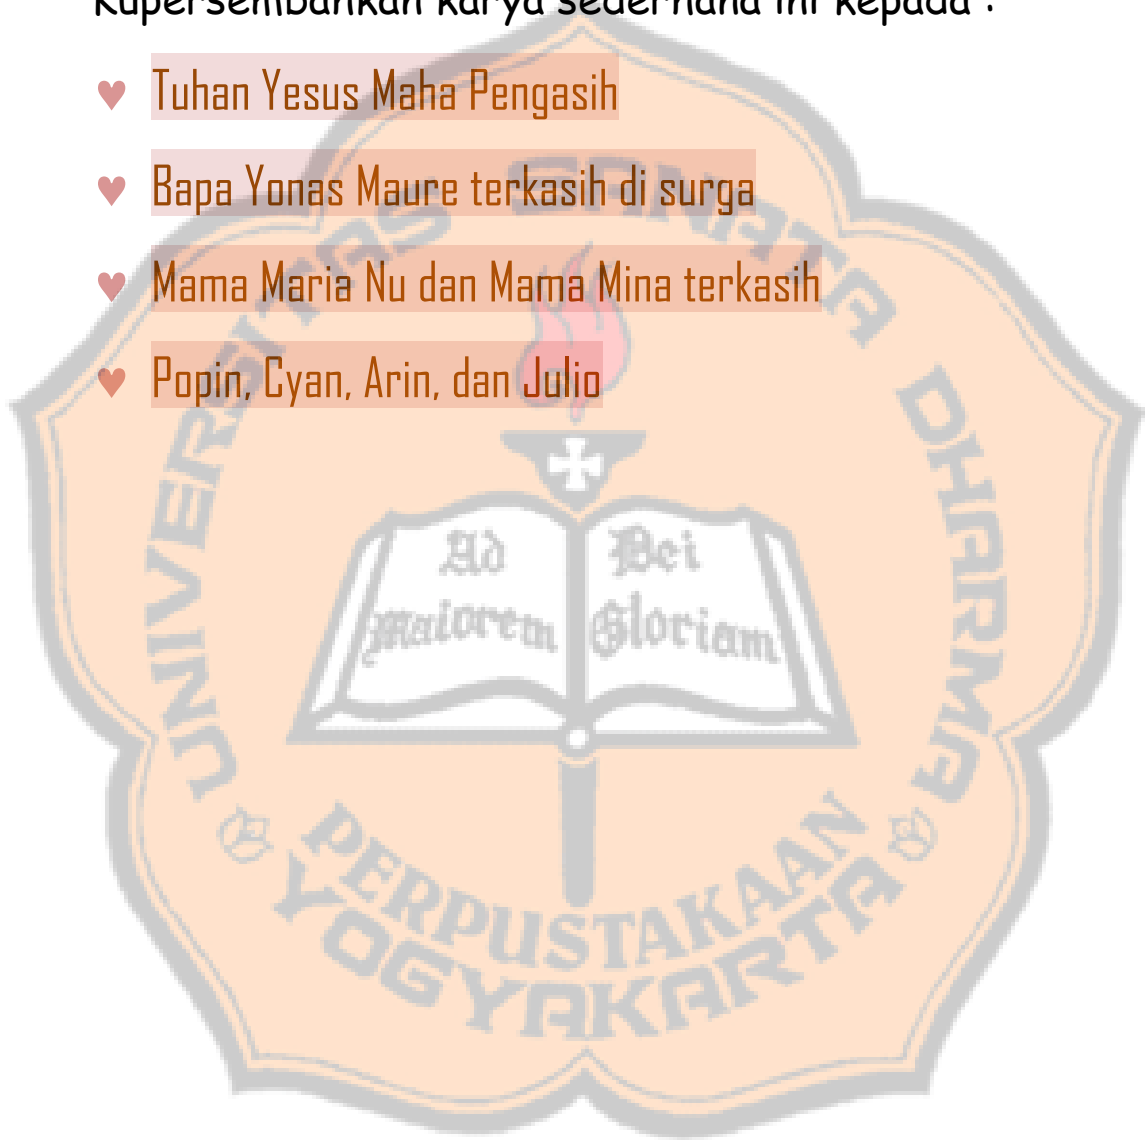 Kupersembahkan karya sederhana ini kepada :
♥ Tuhan Yesus Maha Pengasih
♥ Bapa Yonas Maure terkasih di surga
♥ Mama Maria Nu dan Mama Mina terkasih
♥ Popin, Cyan, Arin, dan Julio
UNIVERSITAS SANATA DHARMA
Ad Dei
Maiorem Gloriam
PERPUSTAKAAN
YOGYAKARTA